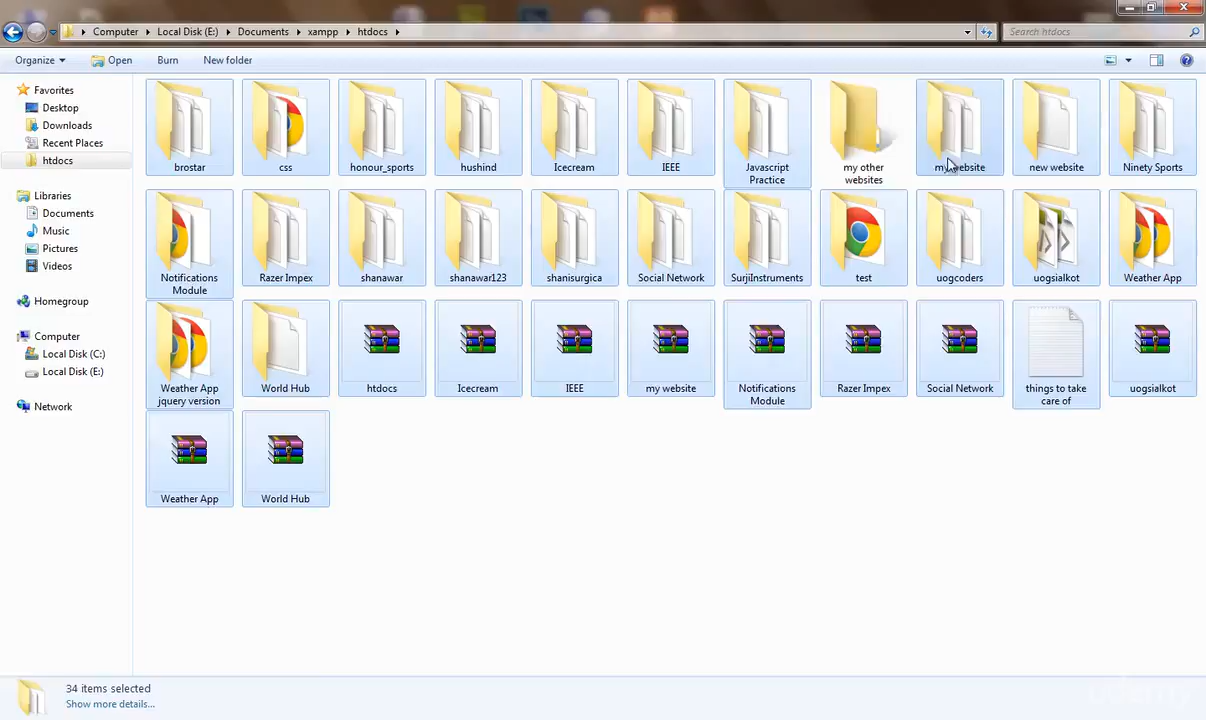 Computer ▸ Local Disk (E:) ▸ Documents ▸ xampp ▸ htdocs ▸
Search htdocs
Organize Open Burn New folder
Favorites
Desktop
Downloads
Recent Places
htdocs
Libraries
Documents
Music
Pictures
Videos
Homegroup
Computer
Local Disk (C:)
Local Disk (E:)
Network
brostar css honour_sports hushind Icecream IEEE Javascript my other my website new website Ninety Sports
Practice websites
Notifications Razer Impex shanawar shanawar123 shanisurgica Social Network SurjiInstruments test uogcoders uogsialkot Weather App
Module
Weather App World Hub htdocs Icecream IEEE my website Notifications Razer Impex Social Network things to take uogsialkot
jquery version Module care of
Weather App World Hub
34 items selected
Show more details...
udemy